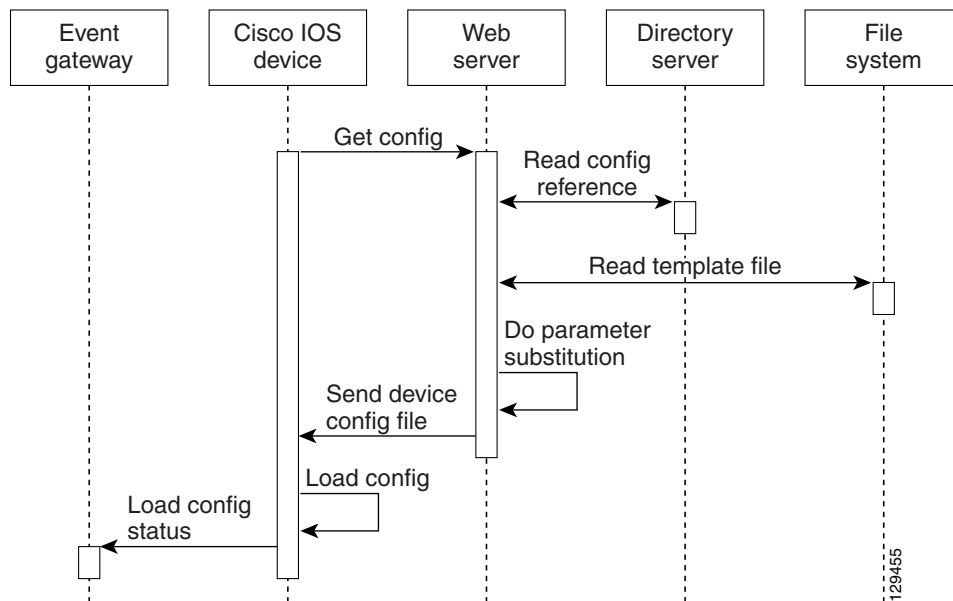 Event
gateway
Cisco IOS
device
Web
server
Directory
server
File
system
Get config
Read config
reference
Read template file
Do parameter
substitution
Send device
config file
Load config
Load config
status
129455